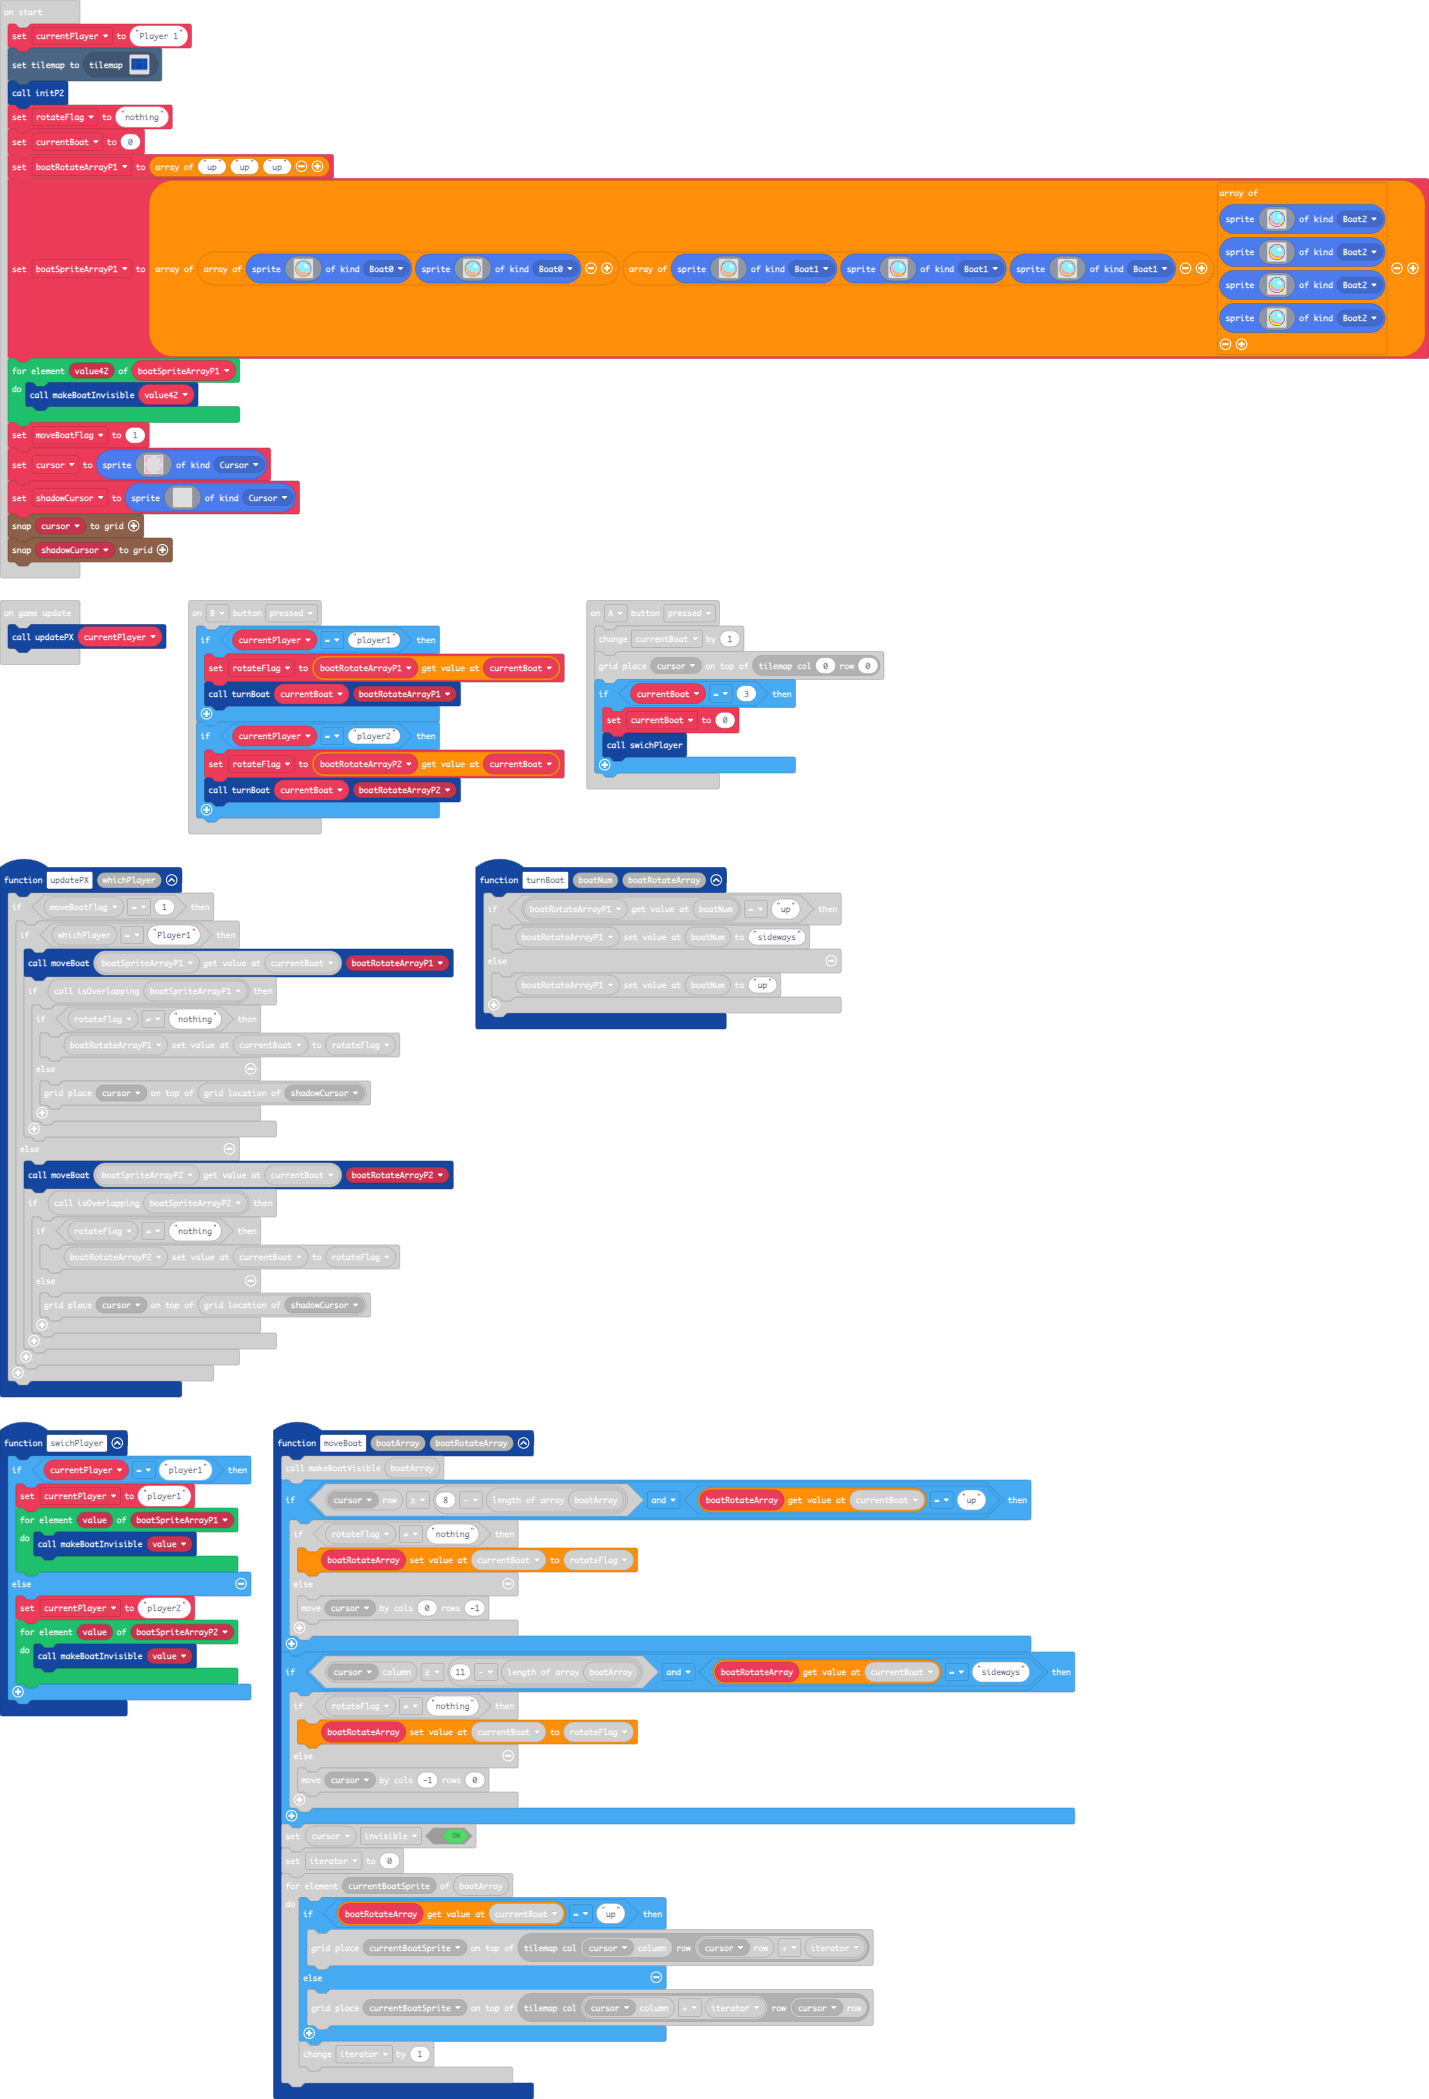 on start
set currentPlayer to "Player 1"
set tilemap to tilemap
call initP2
set rotateFlag to "nothing"
set currentBoat to 0
set boatRotateArrayP1 to array of "up" "up" "up"
set boatSpriteArrayP1 to array of array of sprite of kind Boat0 sprite of kind Boat0 array of sprite of kind Boat1 sprite of kind Boat1 sprite of kind Boat1 array of
sprite of kind Boat2
sprite of kind Boat2
sprite of kind Boat2
sprite of kind Boat2
for element value42 of boatSpriteArrayP1
do call makeBoatInvisible value42
set moveBoatFlag to 1
set cursor to sprite of kind Cursor
set shadowCursor to sprite of kind Cursor
snap cursor to grid
snap shadowCursor to grid
on game update
call updatePX currentPlayer
on B button pressed
if currentPlayer = "player1" then
set rotateFlag to boatRotateArrayP1 get value at currentBoat
call turnBoat currentBoat boatRotateArrayP1
if currentPlayer = "player2" then
set rotateFlag to boatRotateArrayP2 get value at currentBoat
call turnBoat currentBoat boatRotateArrayP2
on A button pressed
change currentBoat by 1
grid place cursor on top of tilemap col 0 row 0
if currentBoat = 3 then
set currentBoat to 0
call swichPlayer
function updatePX whichPlayer
if moveBoatFlag = 1 then
if whichPlayer = "Player1" then
call moveBoat boatSpriteArrayP1 get value at currentBoat boatRotateArrayP1
if call isOverlapping boatSpriteArrayP1 then
if rotateFlag ≠ "nothing" then
boatRotateArrayP1 set value at currentBoat to rotateFlag
else
grid place cursor on top of grid location of shadowCursor
else
call moveBoat boatSpriteArrayP2 get value at currentBoat boatRotateArrayP2
if call isOverlapping boatSpriteArrayP2 then
if rotateFlag ≠ "nothing" then
boatRotateArrayP2 set value at currentBoat to rotateFlag
else
grid place cursor on top of grid location of shadowCursor
function turnBoat boatNum boatRotateArray
if boatRotateArrayP1 get value at boatNum = "up" then
boatRotateArrayP1 set value at boatNum to "sideways"
else
boatRotateArrayP1 set value at boatNum to "up"
function swichPlayer
if currentPlayer = "player1" then
set currentPlayer to "player1"
for element value of boatSpriteArrayP1
do call makeBoatInvisible value
else
set currentPlayer to "player2"
for element value of boatSpriteArrayP2
do call makeBoatInvisible value
function moveBoat boatArray boatRotateArray
call makeBoatVisible boatArray
if cursor row ≥ 8 - length of array boatArray and boatRotateArray get value at currentBoat = "up" then
if rotateFlag ≠ "nothing" then
boatRotateArray set value at currentBoat to rotateFlag
else
move cursor by cols 0 rows -1
if cursor column ≥ 11 - length of array boatArray and boatRotateArray get value at currentBoat = "sideways" then
if rotateFlag ≠ "nothing" then
boatRotateArray set value at currentBoat to rotateFlag
else
move cursor by cols -1 rows 0
set cursor invisible ON
set iterator to 0
for element currentBoatSprite of boatArray
do if boatRotateArray get value at currentBoat = "up" then
grid place currentBoatSprite on top of tilemap col cursor column row cursor row + iterator
else
grid place currentBoatSprite on top of tilemap col cursor column + iterator row cursor row
change iterator by 1